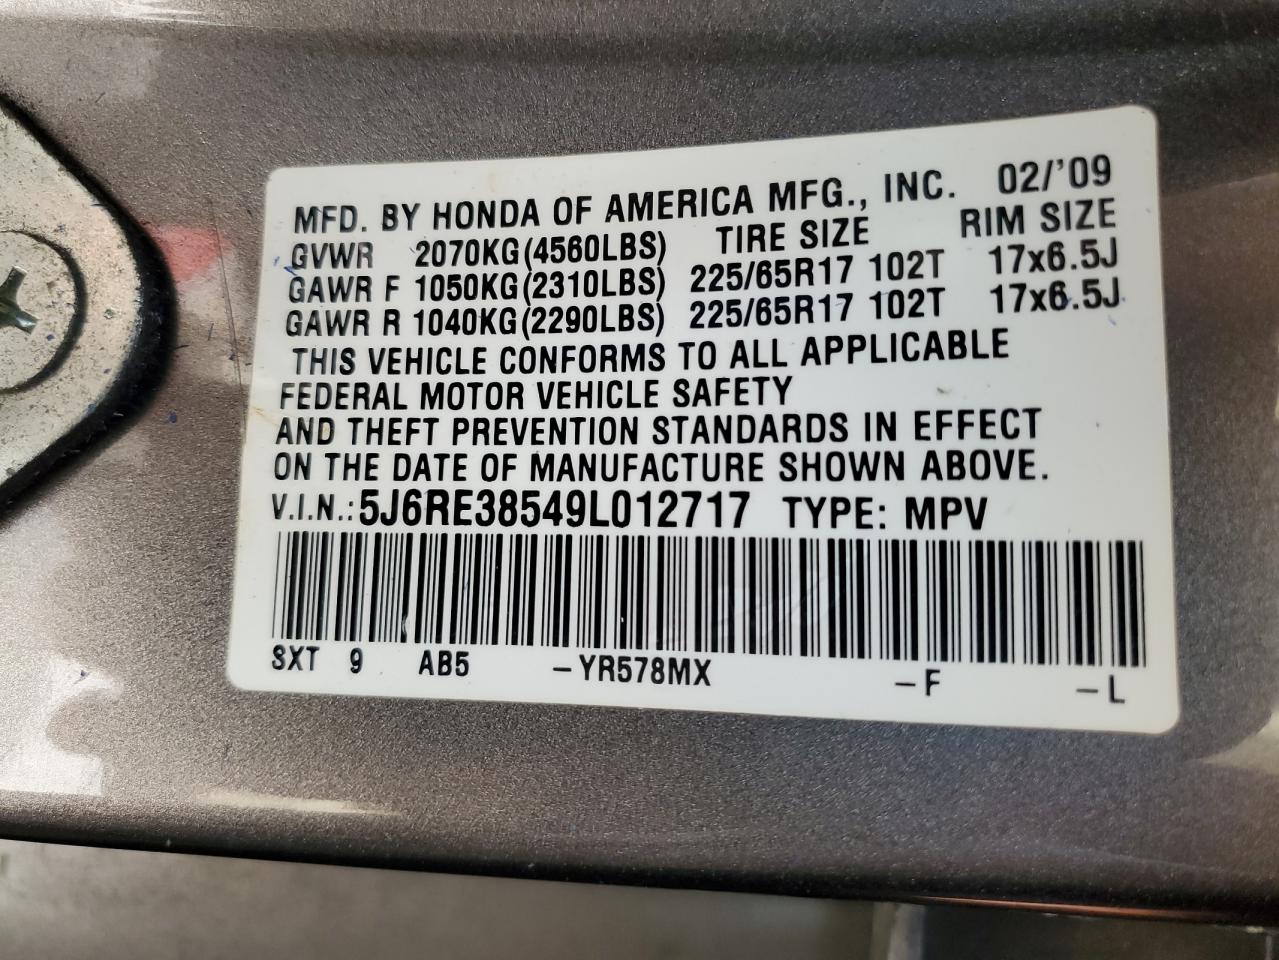 MFD. BY HONDA OF AMERICA MFG., INC. 02/'09
GVWR 2070KG(4560LBS) TIRE SIZE RIM SIZE
GAWR F 1050KG(2310LBS) 225/65R17 102T 17x6.5J
GAWR R 1040KG(2290LBS) 225/65R17 102T 17x6.5J
THIS VEHICLE CONFORMS TO ALL APPLICABLE
FEDERAL MOTOR VEHICLE SAFETY
AND THEFT PREVENTION STANDARDS IN EFFECT
ON THE DATE OF MANUFACTURE SHOWN ABOVE.
V.I.N.: 5J6RE38549L012717 TYPE: MPV
SXT 9 AB5 -YR578MX -F -L